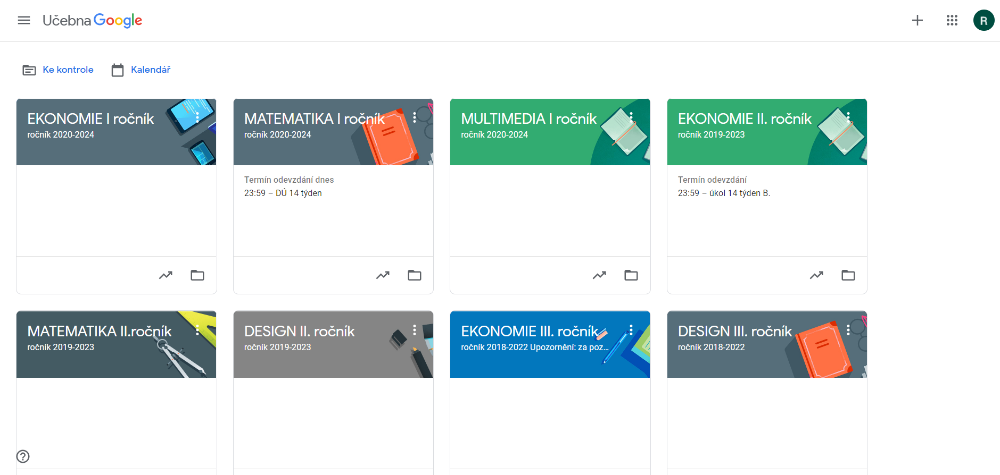 Učebna Google
R
Ke kontrole
Kalendář
EKONOMIE I ročník
ročník 2020-2024
MATEMATIKA I ročník
ročník 2020-2024
Termín odevzdání dnes
23:59 – DÚ 14 týden
MULTIMEDIA I ročník
ročník 2020-2024
EKONOMIE II. ročník
ročník 2019-2023
Termín odevzdání
23:59 – úkol 14 týden B.
MATEMATIKA II.ročník
ročník 2019-2023
DESIGN II. ročník
ročník 2019-2023
EKONOMIE III. ročník
ročník 2018-2022 Upozornění: za poz...
DESIGN III. ročník
ročník 2018-2022